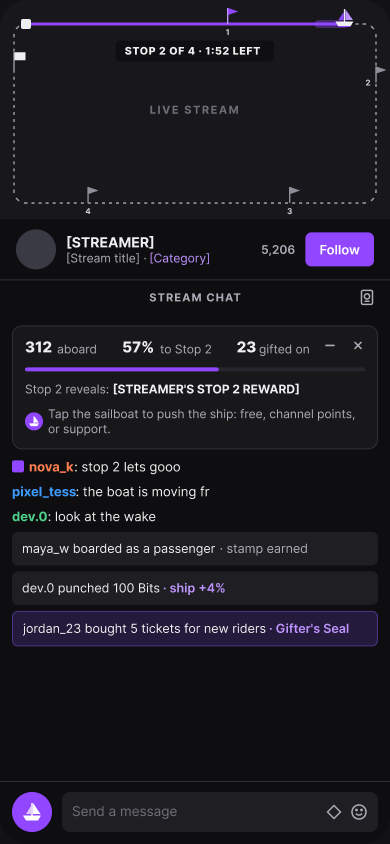 1
STOP 2 OF 4 · 1:52 LEFT
2
LIVE STREAM
4
3
[STREAMER]
[Stream title] · [Category]
5,206
Follow
STREAM CHAT
312 aboard
57% to Stop 2
23 gifted on
Stop 2 reveals: [STREAMER'S STOP 2 REWARD]
Tap the sailboat to push the ship: free, channel points,
or support.
nova_k: stop 2 lets gooo
pixel_tess: the boat is moving fr
dev.0: look at the wake
maya_w boarded as a passenger · stamp earned
dev.0 punched 100 Bits · ship +4%
jordan_23 bought 5 tickets for new riders · Gifter's Seal
Send a message